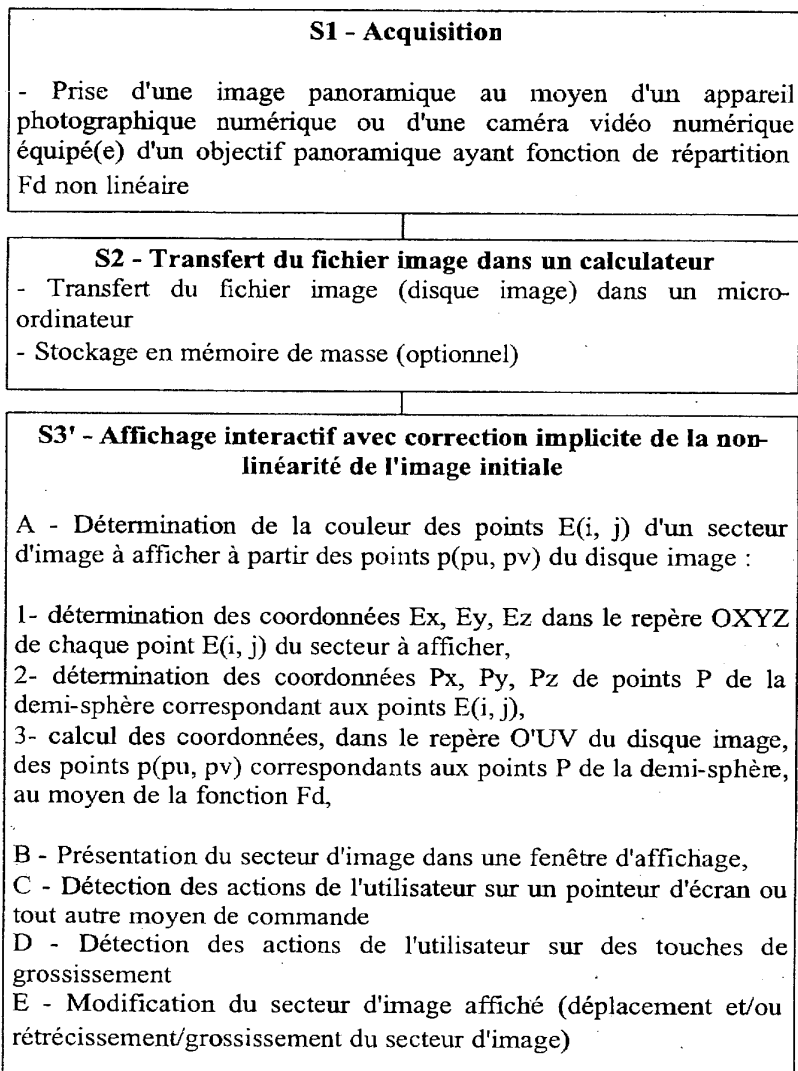 S1 - Acquisition
- Prise d'une image panoramique au moyen d'un appareil
photographique numérique ou d'une caméra vidéo numérique
équipé(e) d'un objectif panoramique ayant fonction de répartition
Fd non linéaire
S2 - Transfert du fichier image dans un calculateur
- Transfert du fichier image (disque image) dans un micro-
ordinateur
- Stockage en mémoire de masse (optionnel)
S3' - Affichage interactif avec correction implicite de la non-
linéarité de l'image initiale
A - Détermination de la couleur des points E(i, j) d'un secteur
d'image à afficher à partir des points p(pu, pv) du disque image :
1- détermination des coordonnées Ex, Ey, Ez dans le repère OXYZ
de chaque point E(i, j) du secteur à afficher,
2- détermination des coordonnées Px, Py, Pz de points P de la
demi-sphère correspondant aux points E(i, j),
3- calcul des coordonnées, dans le repère O'UV du disque image,
des points p(pu, pv) correspondants aux points P de la demi-sphère,
au moyen de la fonction Fd,
B - Présentation du secteur d'image dans une fenêtre d'affichage,
C - Détection des actions de l'utilisateur sur un pointeur d'écran ou
tout autre moyen de commande
D - Détection des actions de l'utilisateur sur des touches de
grossissement
E - Modification du secteur d'image affiché (déplacement et/ou
rétrécissement/grossissement du secteur d'image)